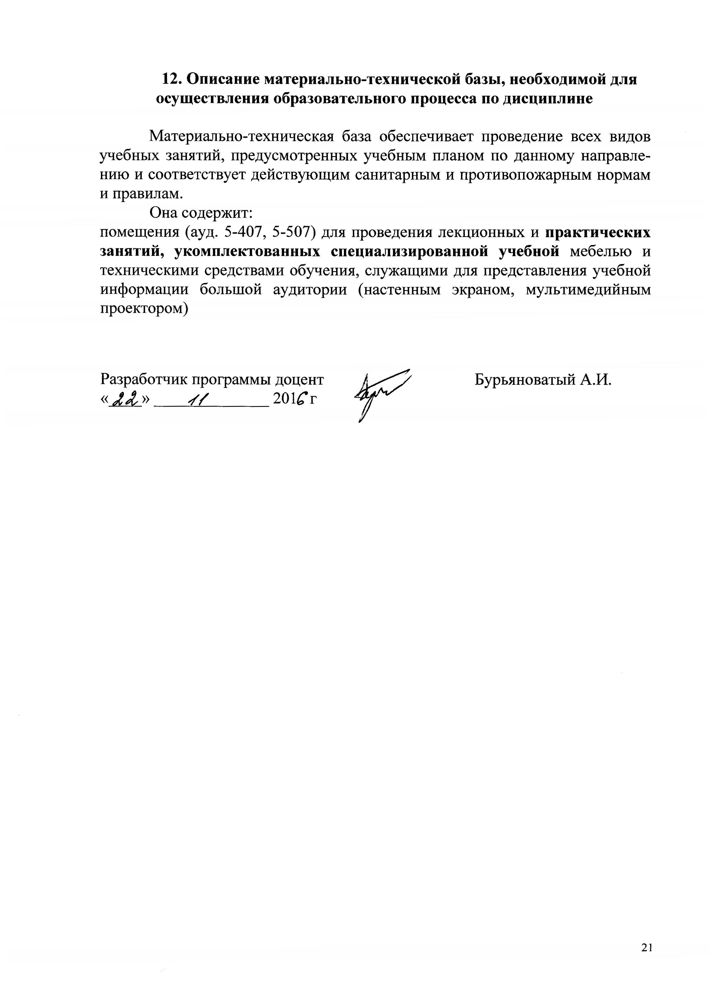 12. Описание материально-технической базы, необходимой для
осуществления образовательного процесса по дисциплине
Материально-техническая база обеспечивает проведение всех видов
учебных занятий, предусмотренных учебным планом по данному направле-
нию и соответствует действующим санитарным и противопожарным нормам
и правилам.
Она содержит:
помещения (ауд. 5-407, 5-507) для проведения лекционных и практических
занятий, укомплектованных специализированной учебной мебелью и
техническими средствами обучения, служащими для представления учебной
информации большой аудитории (настенным экраном, мультимедийным
проектором)
Разработчик программы доцент Бурьяноватый А.И.
«22» 11 2016 г
21